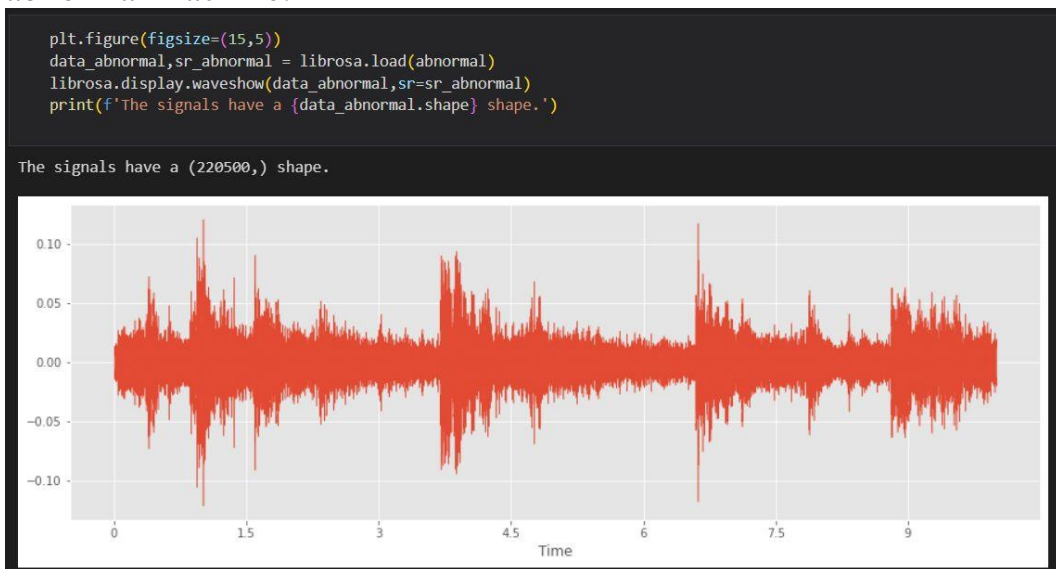 plt.figure(figsize=(15,5))
data_abnormal,sr_abnormal = librosa.load(abnormal)
librosa.display.waveshow(data_abnormal,sr=sr_abnormal)
print(f'The signals have a {data_abnormal.shape} shape.')
The signals have a (220500,) shape.
0.10
0.05
0.00
−0.05
−0.10
0 1.5 3 4.5 6 7.5 9
Time